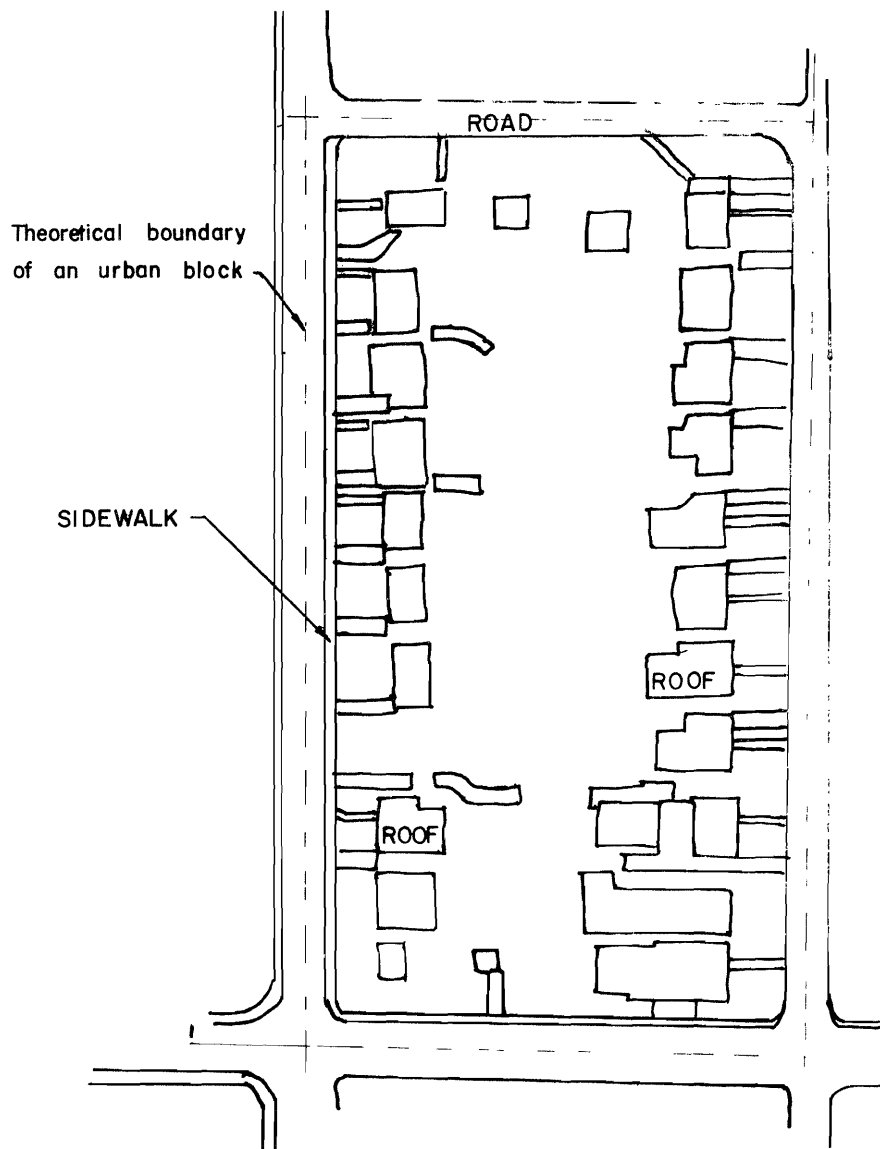 ROAD
Theoretical boundary
of an urban block
SIDEWALK
ROOF
ROOF